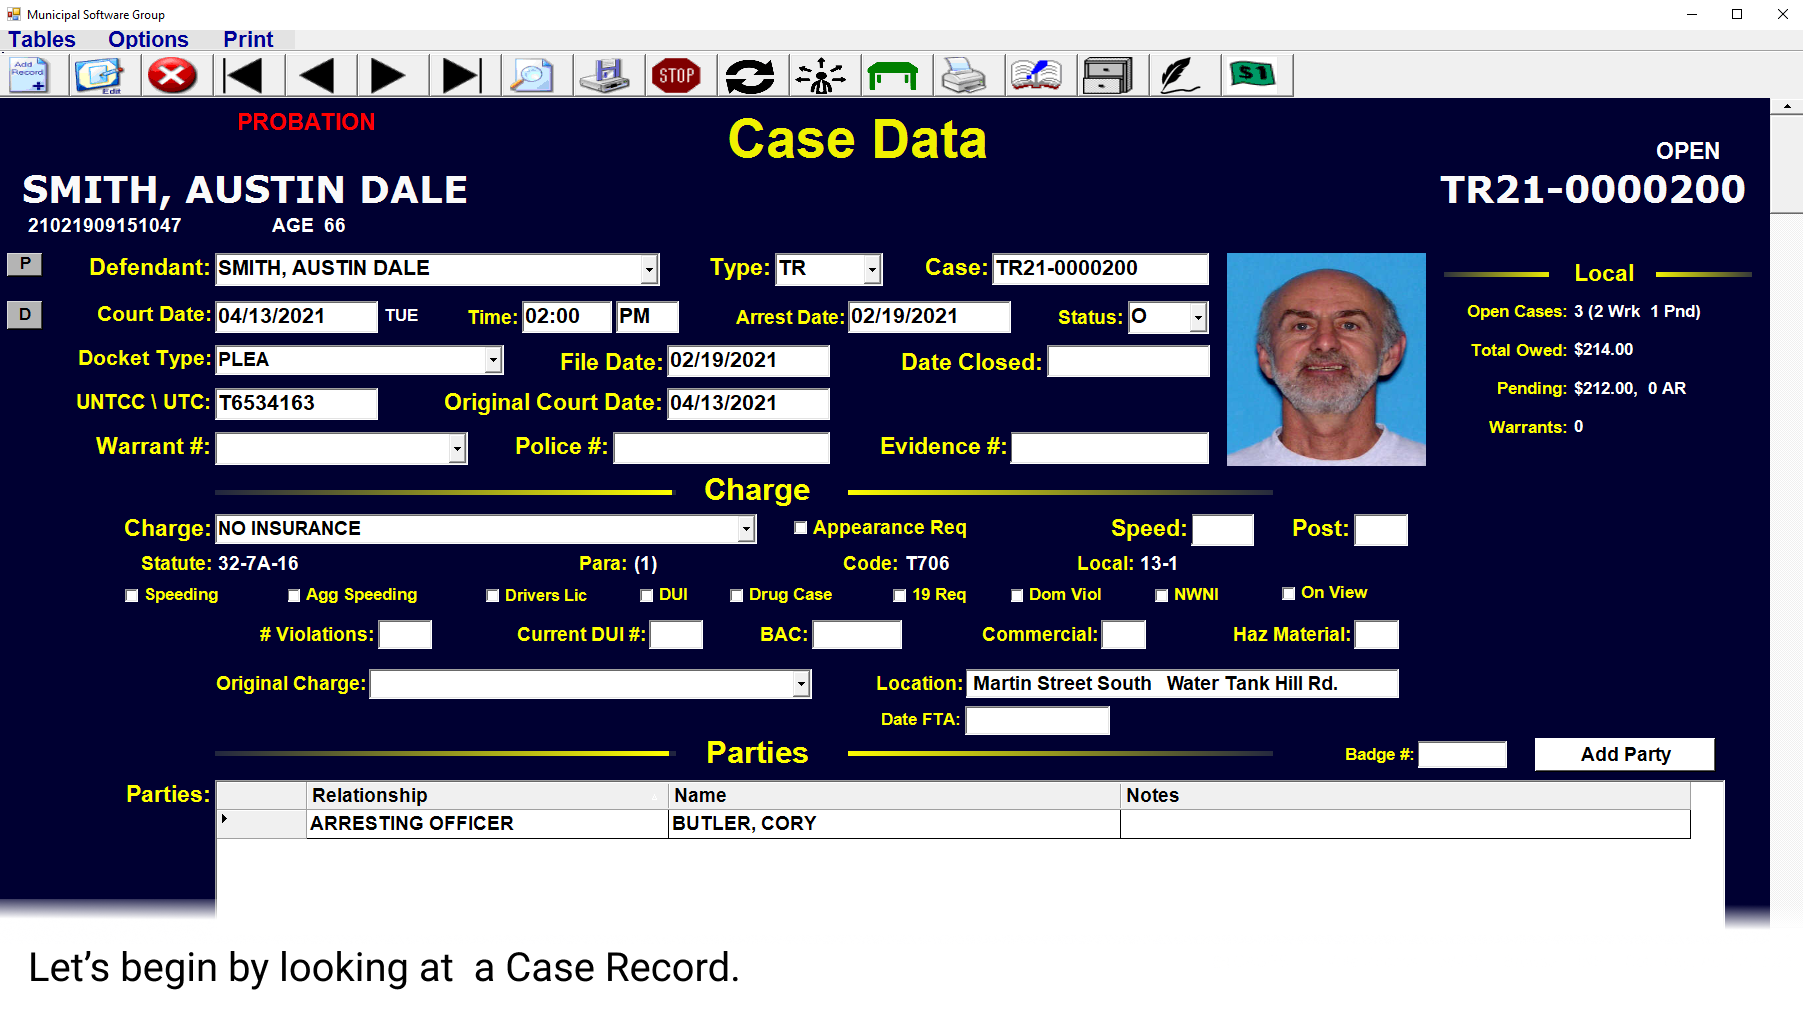 Municipal Software Group
Tables Options Print
Add Record
Edit
STOP
$1
PROBATION
Case Data
OPEN
SMITH, AUSTIN DALE
TR21-0000200
21021909151047 AGE 66
P Defendant: SMITH, AUSTIN DALE Type: TR Case: TR21-0000200
Local
D Court Date: 04/13/2021 TUE Time: 02:00 PM Arrest Date: 02/19/2021 Status: O
Open Cases: 3 (2 Wrk 1 Pnd)
Docket Type: PLEA File Date: 02/19/2021 Date Closed:
Total Owed: $214.00
UNTCC \ UTC: T6534163 Original Court Date: 04/13/2021
Pending: $212.00, 0 AR
Warrant #: Police #: Evidence #:
Warrants: 0
Charge
Charge: NO INSURANCE Appearance Req Speed: Post:
Statute: 32-7A-16 Para: (1) Code: T706 Local: 13-1
Speeding Agg Speeding Drivers Lic DUI Drug Case 19 Req Dom Viol NWNI On View
# Violations: Current DUI #: BAC: Commercial: Haz Material:
Original Charge: Location: Martin Street South Water Tank Hill Rd.
Date FTA:
Parties
Badge #: Add Party
Parties: Relationship Name Notes
ARRESTING OFFICER BUTLER, CORY
Let’s begin by looking at a Case Record.